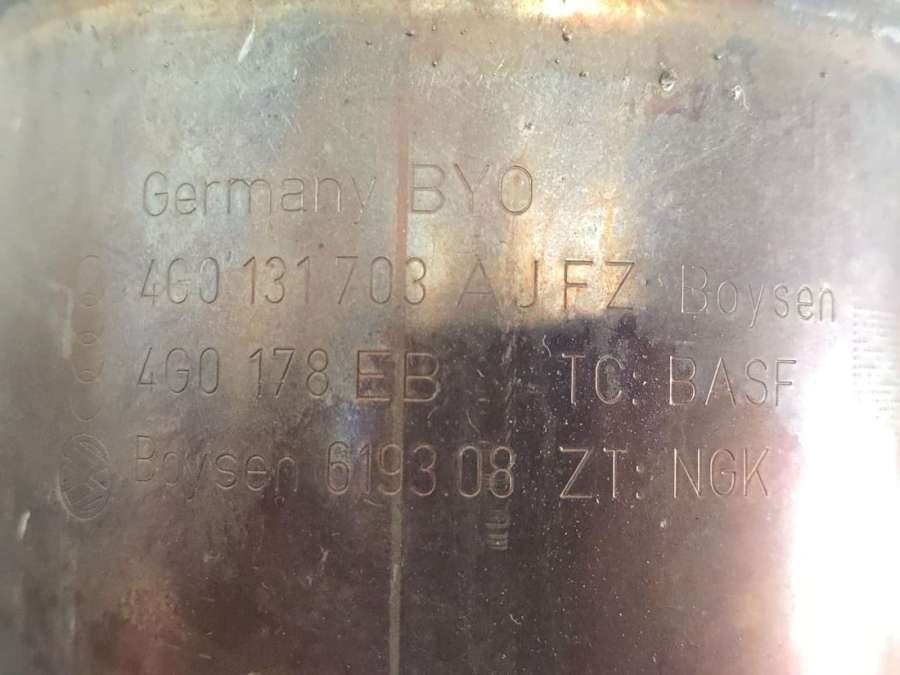 Germany BYO
4G0 131 703 AJ FZ: Boysen
4G0 178 EB TC: BASF
Boysen 6193.08 ZT: NGK